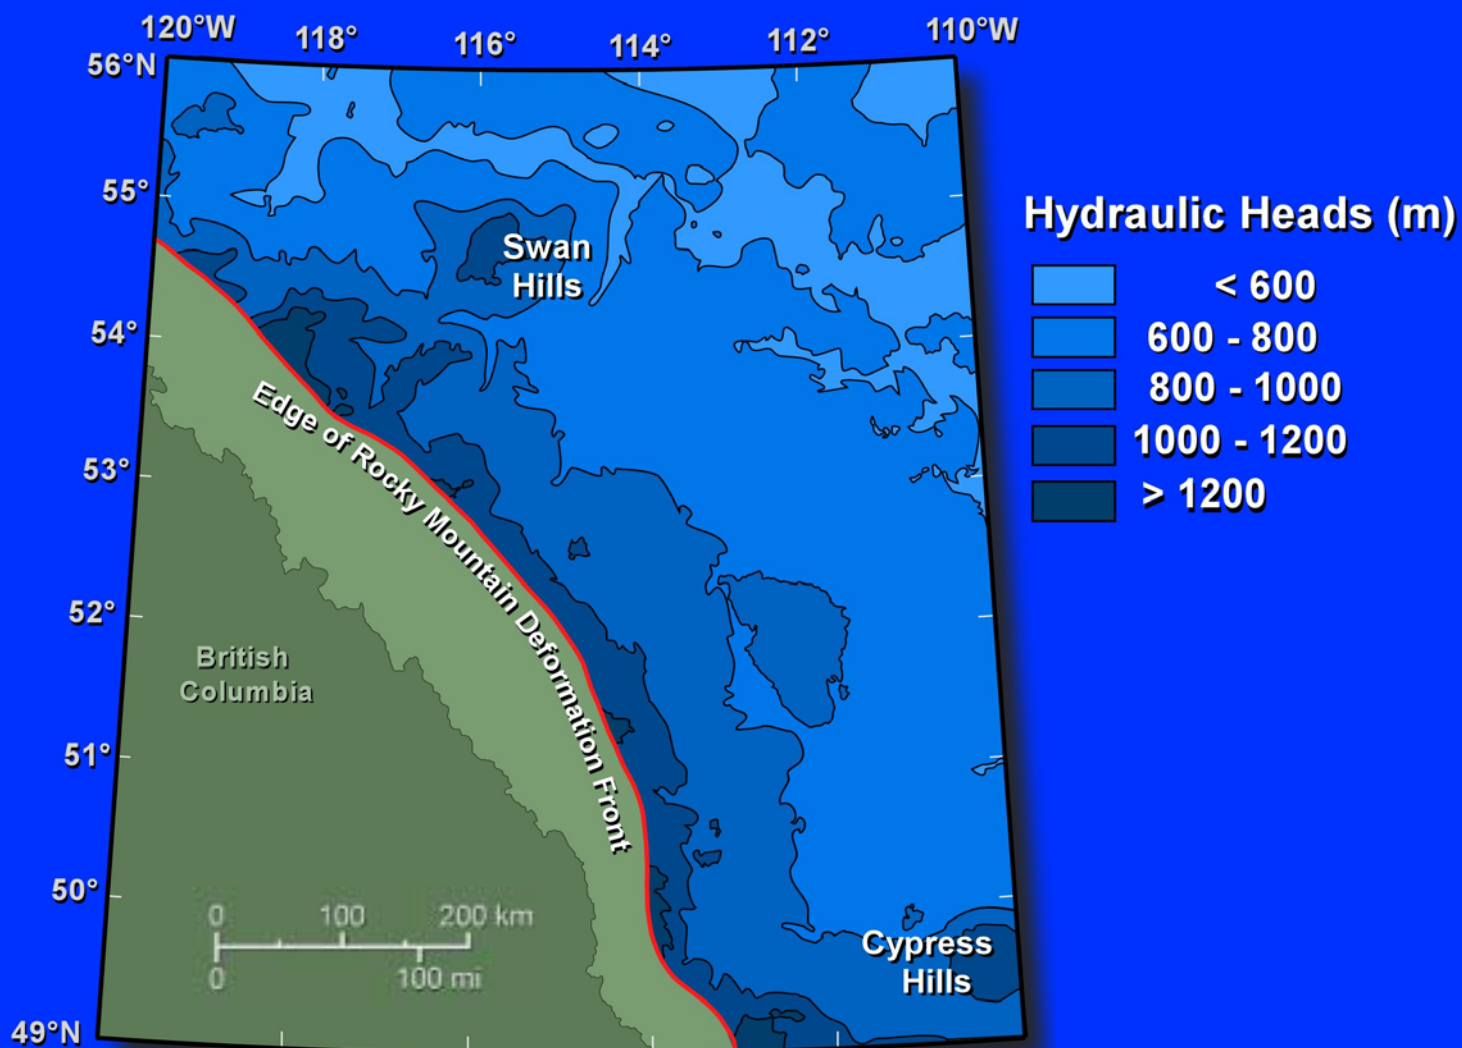 120°W 118° 116° 114° 112° 110°W
56°N
55°
54°
53°
52°
51°
50°
49°N
Hydraulic Heads (m)
< 600
600 - 800
800 - 1000
1000 - 1200
> 1200
Swan
Hills
Edge of Rocky Mountain Deformation Front
British
Columbia
Cypress
Hills
0 100 200 km
0 100 mi